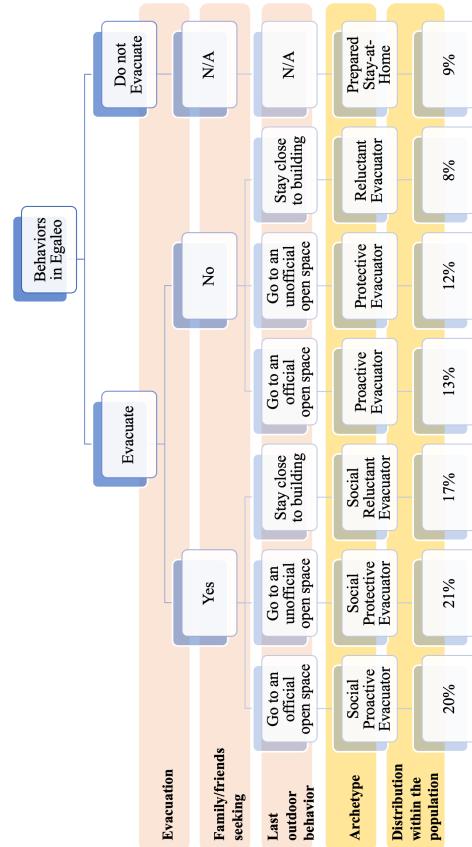 Behaviors
in Egaleo
Evacuation
Evacuate
Do not
Evacuate
Family/friends
seeking
Yes
No
N/A
Last
outdoor
behavior
Go to an
official
open space
Go to an
unofficial
open space
Stay close
to building
Go to an
official
open space
Go to an
unofficial
open space
Stay close
to building
N/A
Archetype
Social
Proactive
Evacuator
Social
Protective
Evacuator
Social
Reluctant
Evacuator
Proactive
Evacuator
Protective
Evacuator
Reluctant
Evacuator
Prepared
Stay-at-
Home
Distribution
within the
population
20%
21%
17%
13%
12%
8%
9%